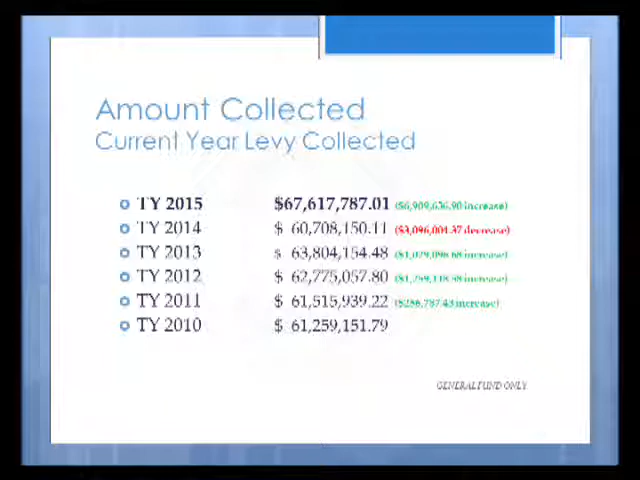 Amount Collected
Current Year Levy Collected
TY 2015 $67,617,787.01 ($6,909,636.90 increase)
TY 2014 $ 60,708,150.11 ($3,096,004.37 decrease)
TY 2013 $ 63,804,154.48 ($1,029,096.68 increase)
TY 2012 $ 62,775,057.80 ($1,259,118.58 increase)
TY 2011 $ 61,515,939.22 ($256,787.43 increase)
TY 2010 $ 61,259,151.79
GENERAL FUND ONLY